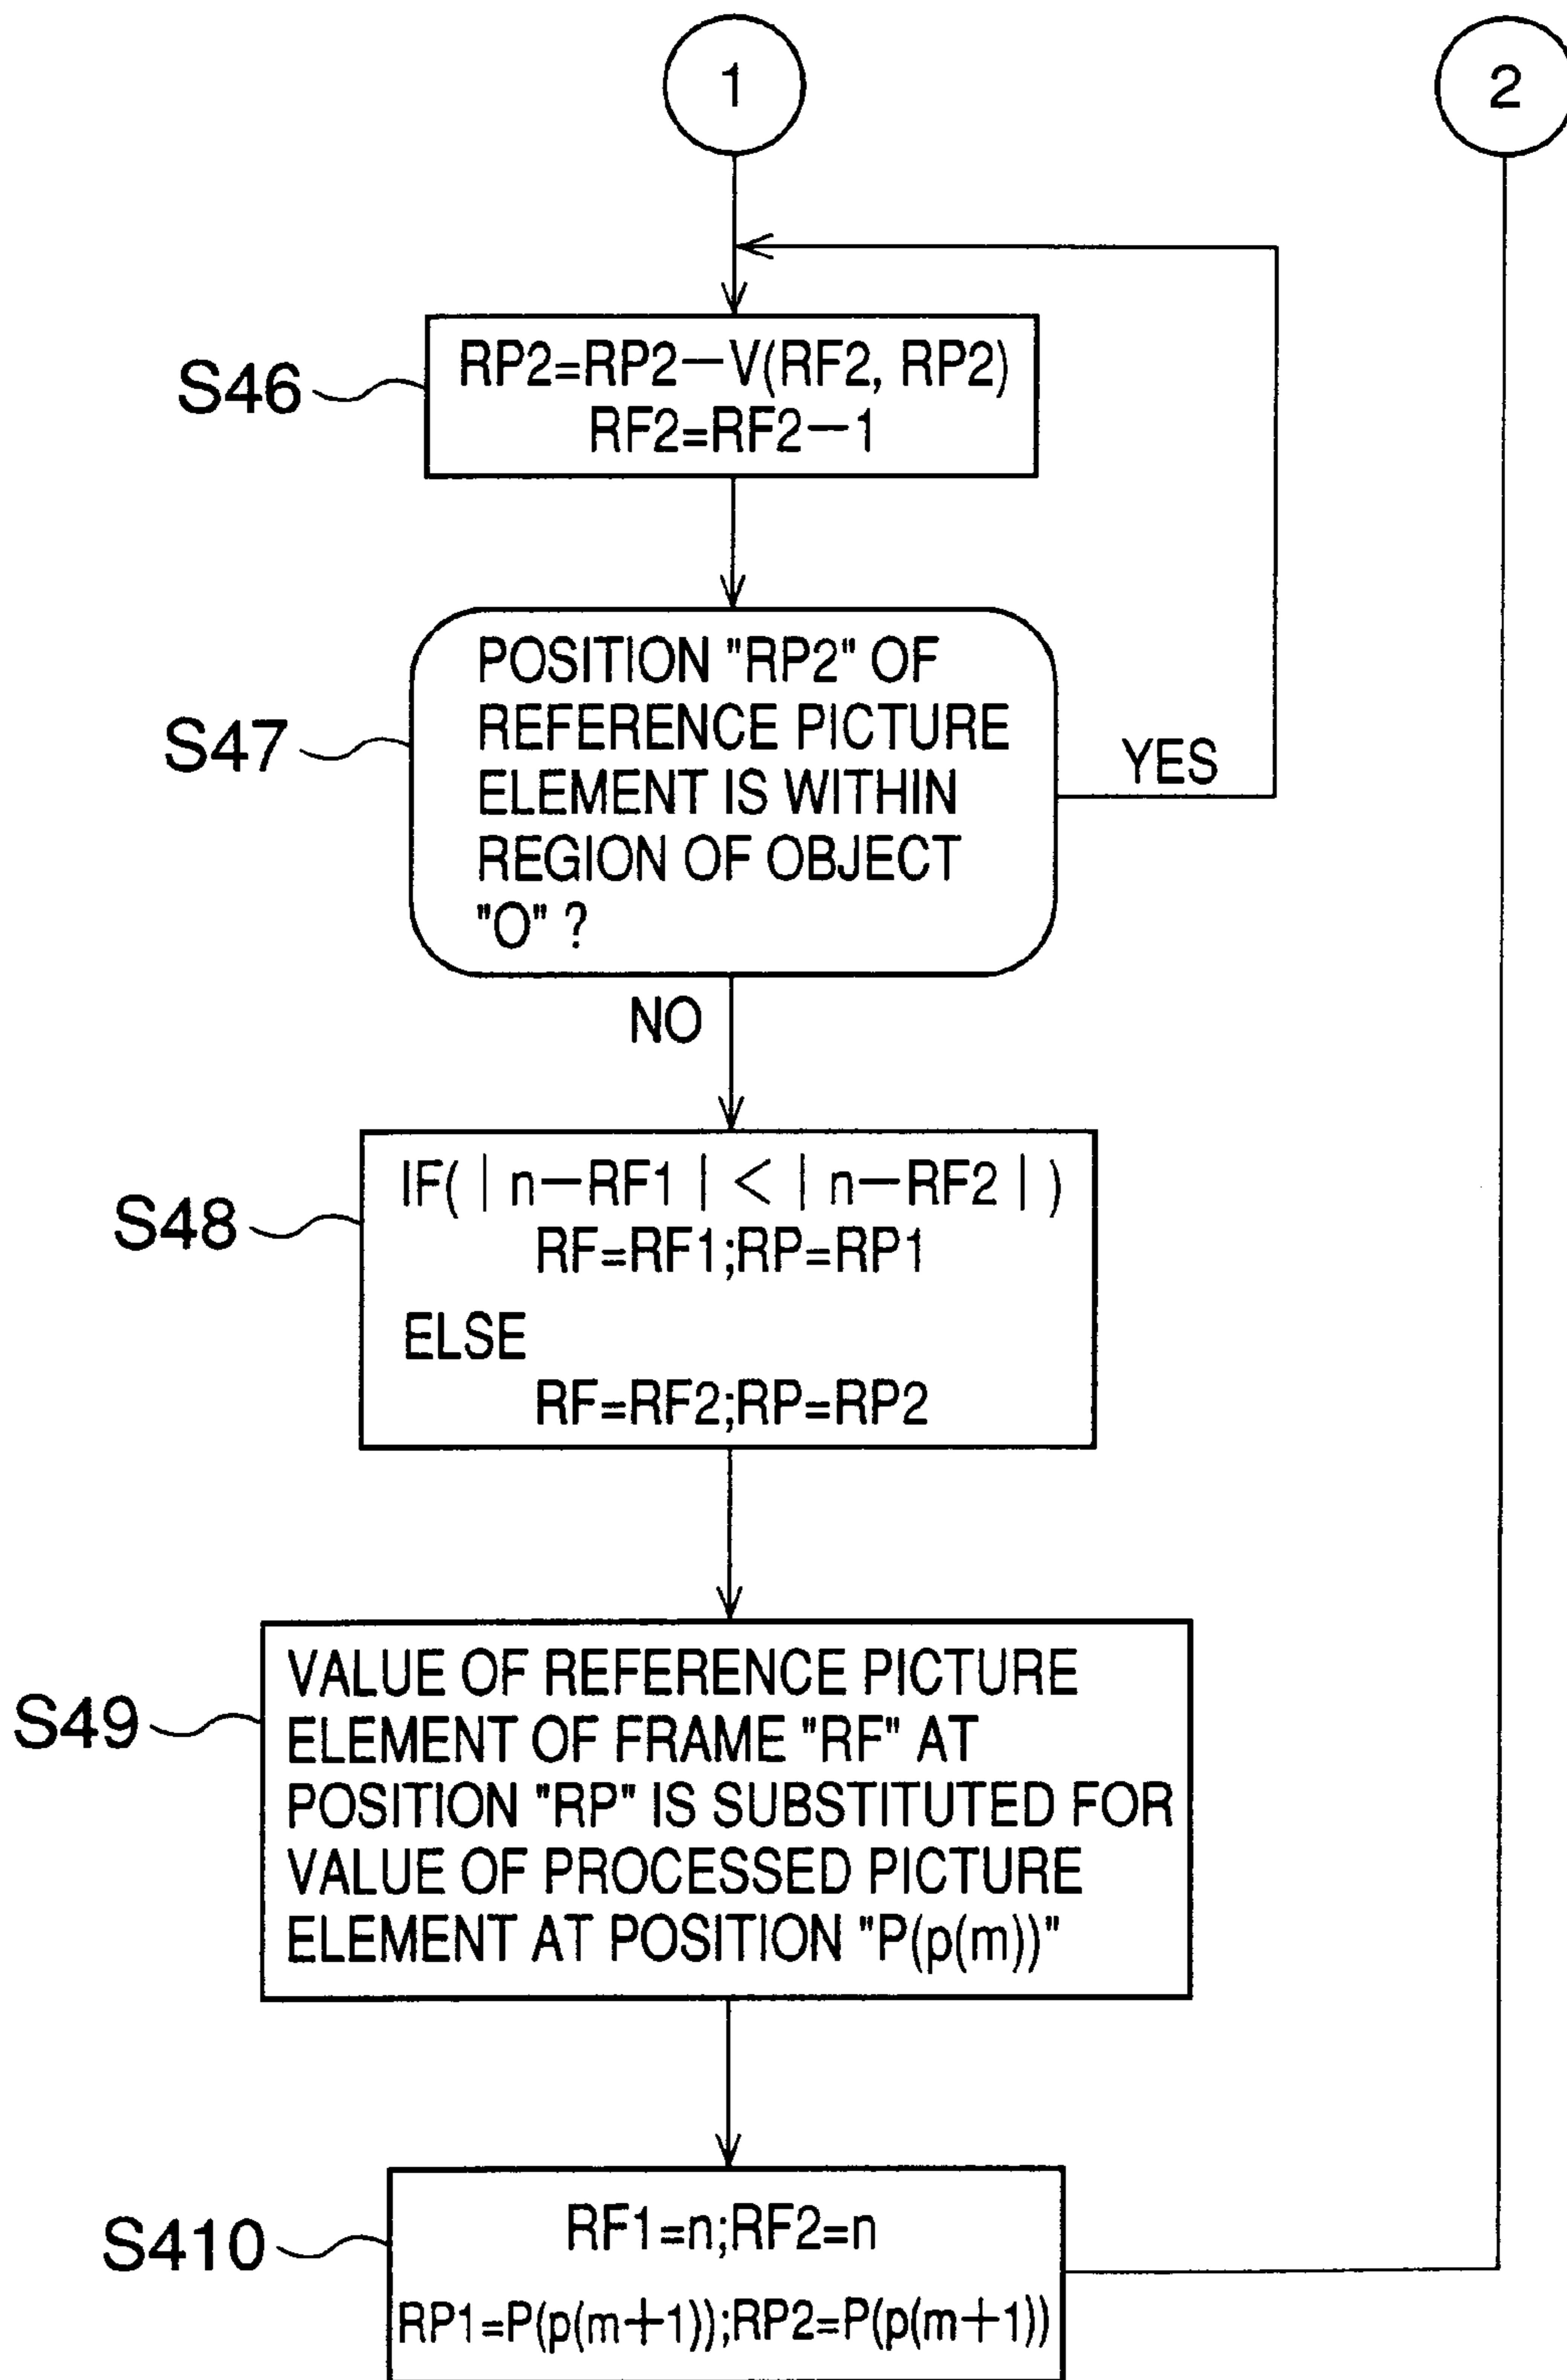 1
2
S46
RP2=RP2−V(RF2, RP2)
RF2=RF2−1
S47
POSITION "RP2" OF
REFERENCE PICTURE
ELEMENT IS WITHIN
REGION OF OBJECT
"O" ?
YES
NO
S48
IF( | n−RF1 | < | n−RF2 | )
RF=RF1;RP=RP1
ELSE
RF=RF2;RP=RP2
S49
VALUE OF REFERENCE PICTURE
ELEMENT OF FRAME "RF" AT
POSITION "RP" IS SUBSTITUTED FOR
VALUE OF PROCESSED PICTURE
ELEMENT AT POSITION "P(p(m))"
S410
RF1=n;RF2=n
RP1=P(p(m+1));RP2=P(p(m+1))